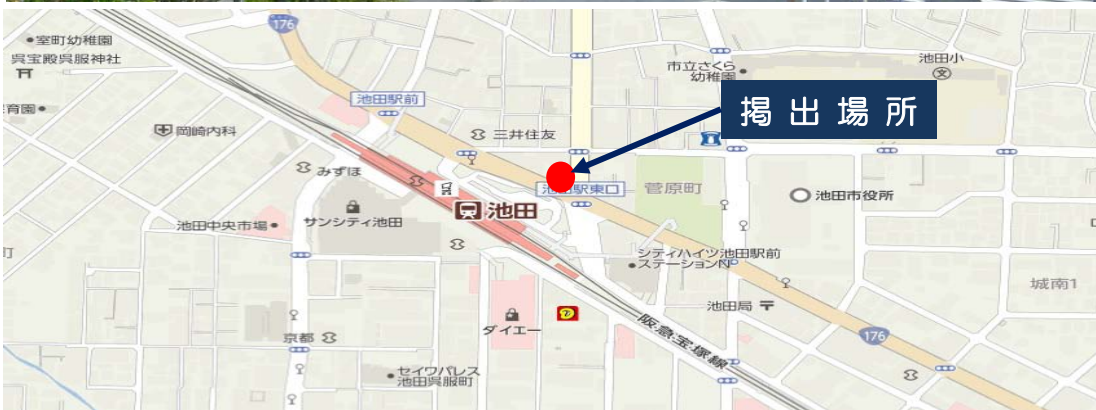 176
室町幼稚園
呉宝殿呉服神社
育園
池田駅前
岡崎内科
三井住友
市立さくら
幼稚園
池田小
文
掲出場所
みずほ
池田
池田駅東口
菅原町
池田市役所
サンシティ池田
池田中央市場
町
シティハイツ池田駅前
ステーションN
池田局
城南1
ダイエー
京都
阪急宝塚線
176
セイワパレス
池田呉服町